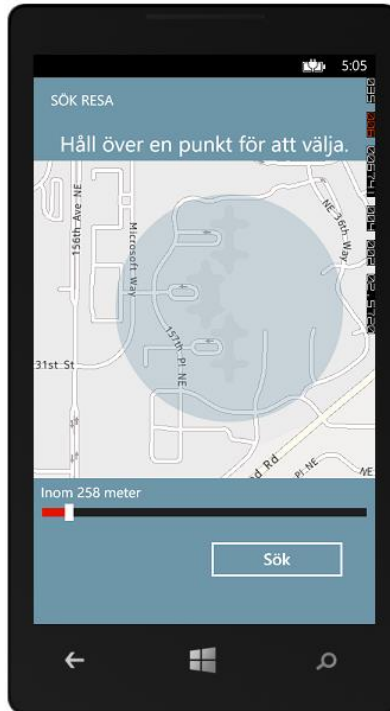 5:05
SÖK RESA
Håll över en punkt för att välja.
156th Ave NE
Microsoft Way
NE 36th Way
157th Pl NE
31st St
Rd
Pl NE
NE
Inom 258 meter
Sök